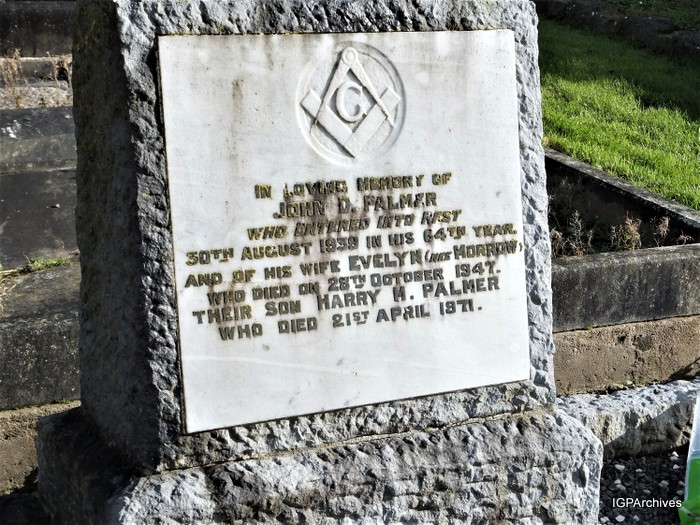 G
IN LOVING MEMORY OF
JOHN D. PALMER
WHO ENTERED INTO REST
30TH AUGUST 1939 IN HIS 64TH YEAR.
AND OF HIS WIFE EVELYN (NEE MORROW)
WHO DIED ON 28TH OCTOBER 1947.
THEIR SON HARRY H. PALMER
WHO DIED 21ST APRIL 1971.
IGPArchives